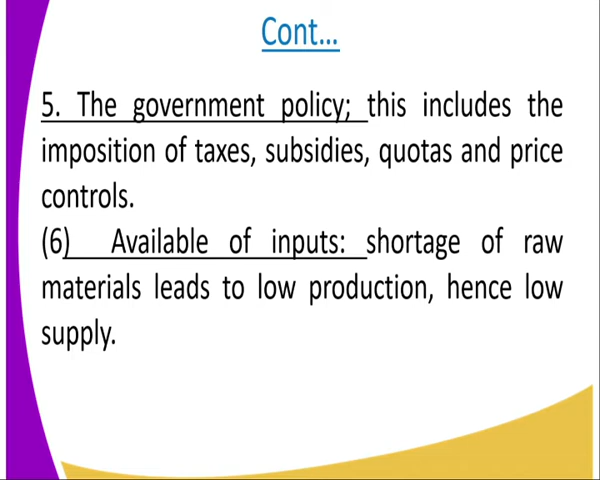 Cont...
5. The government policy; this includes the
imposition of taxes, subsidies, quotas and price
controls.
(6) Available of inputs: shortage of raw
materials leads to low production, hence low
supply.